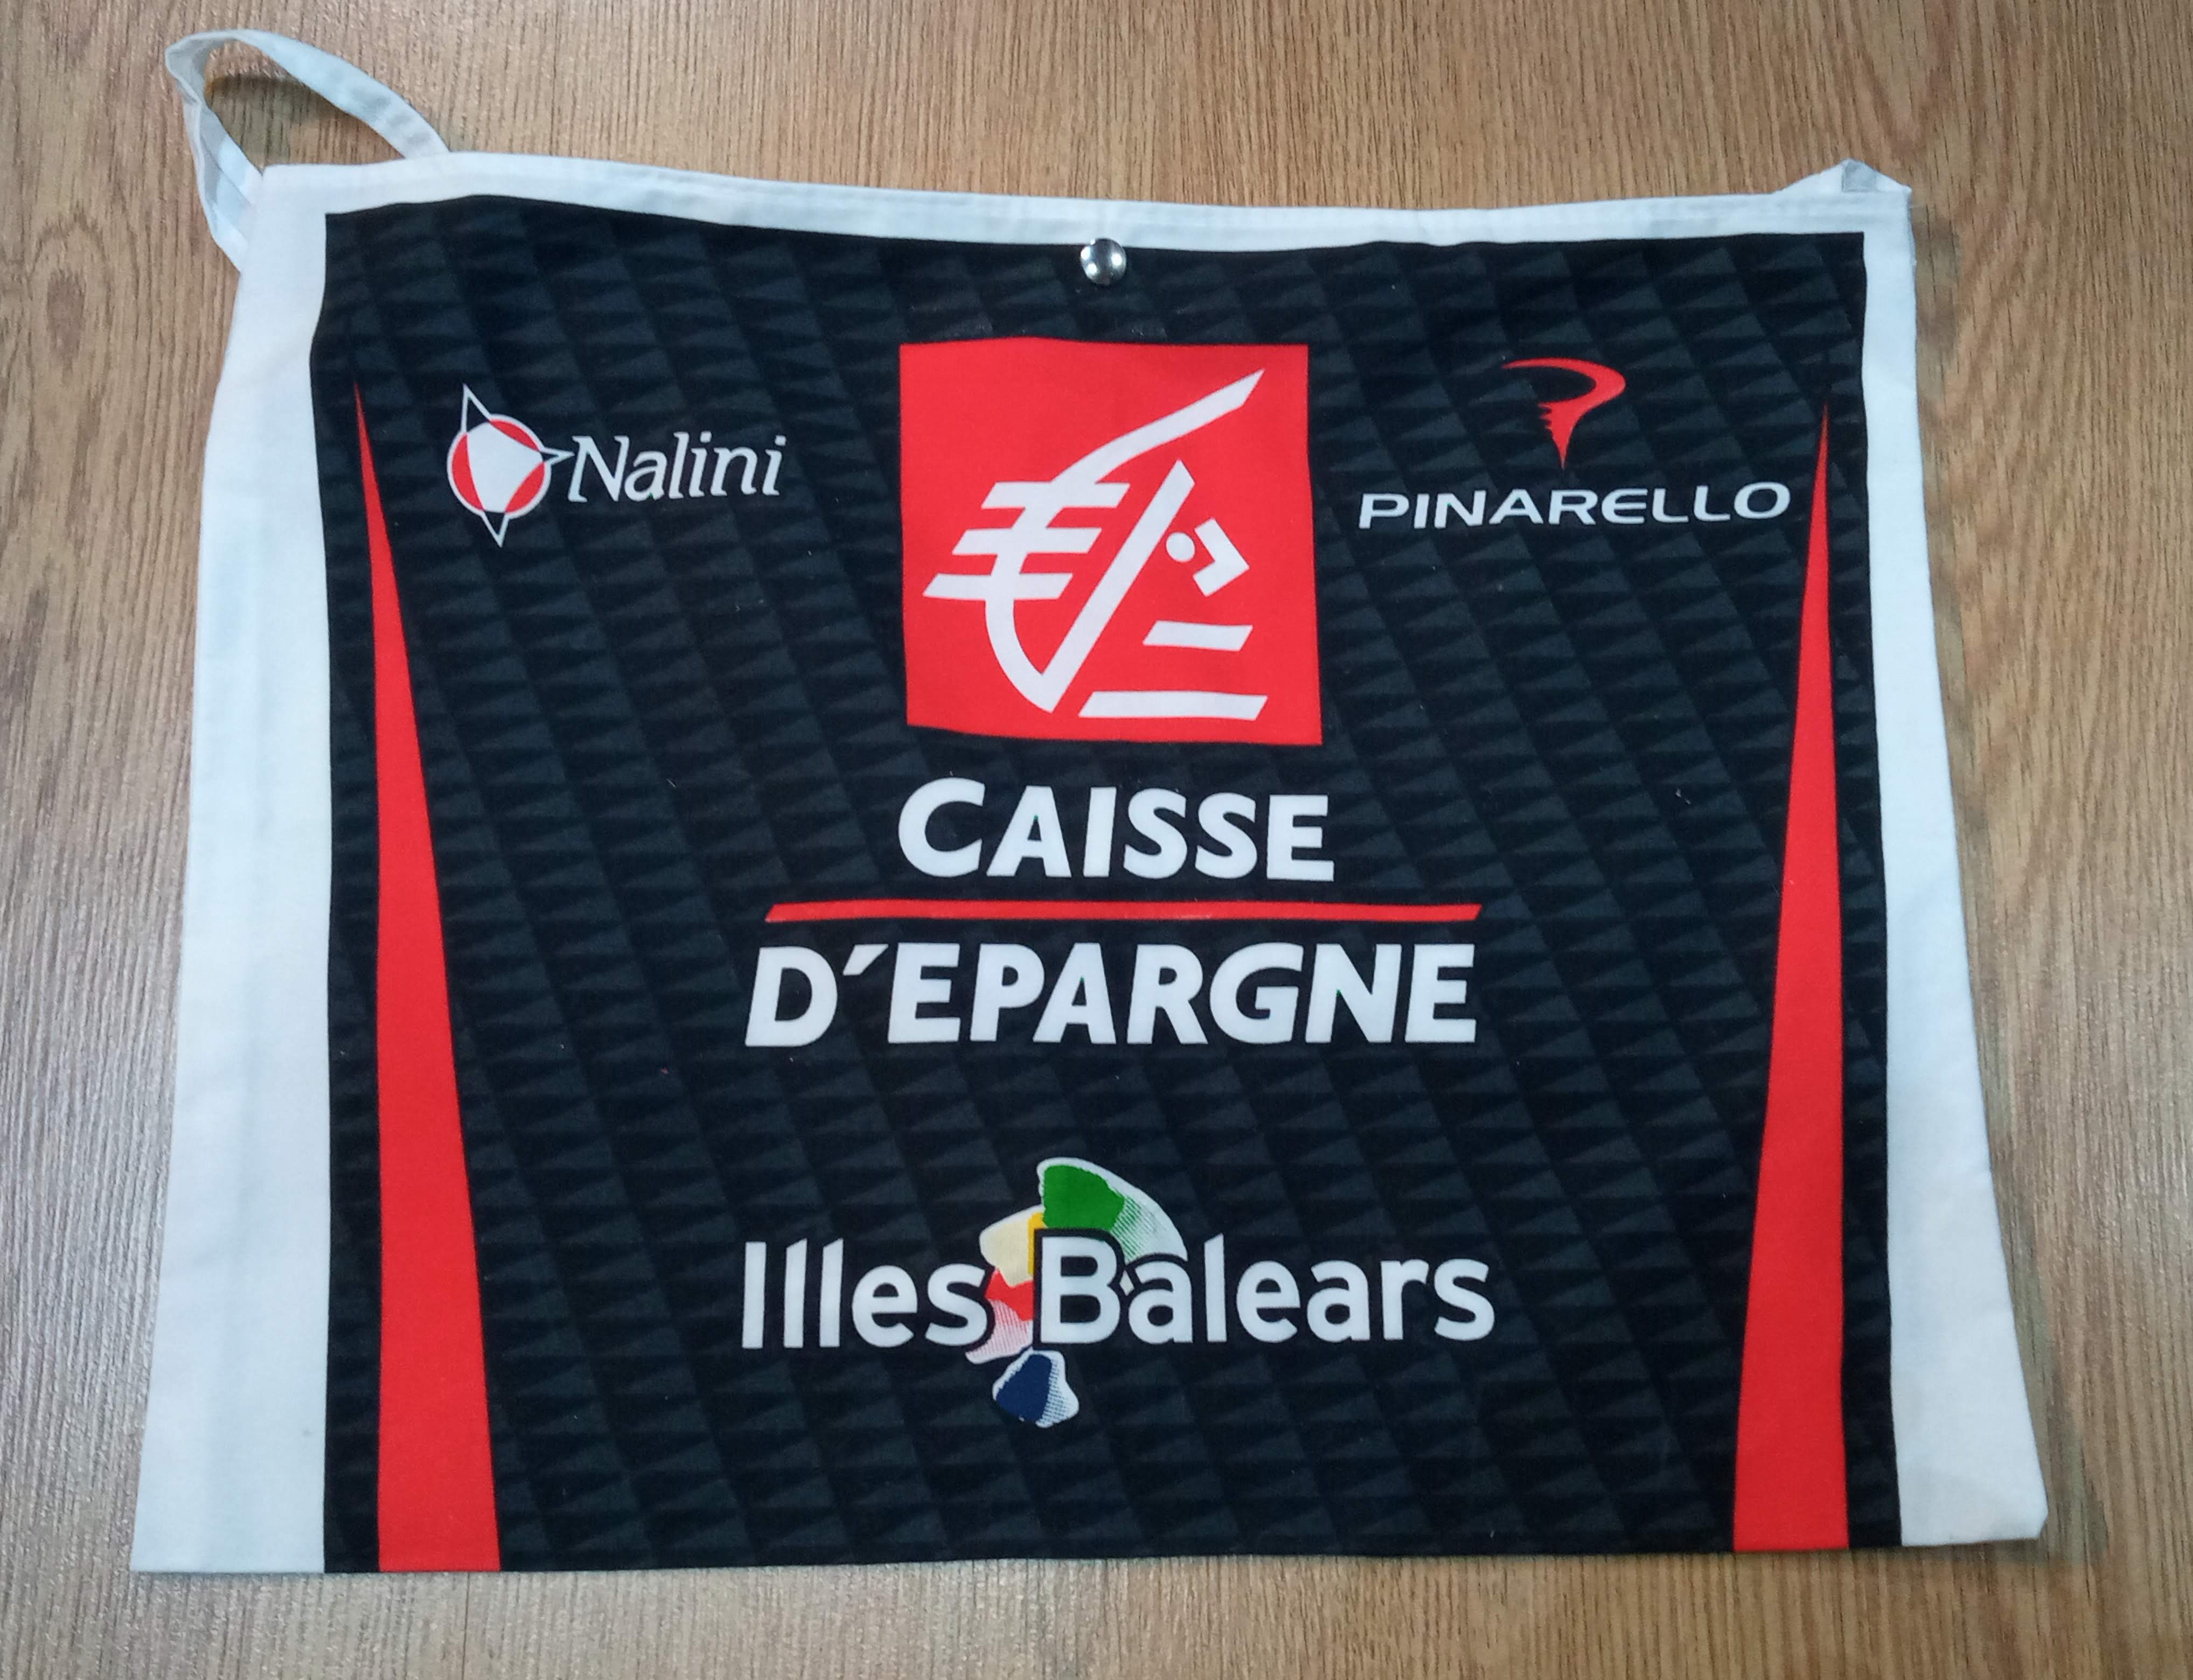 Nalini
PINARELLO
CAISSE
D'EPARGNE
Illes Balears